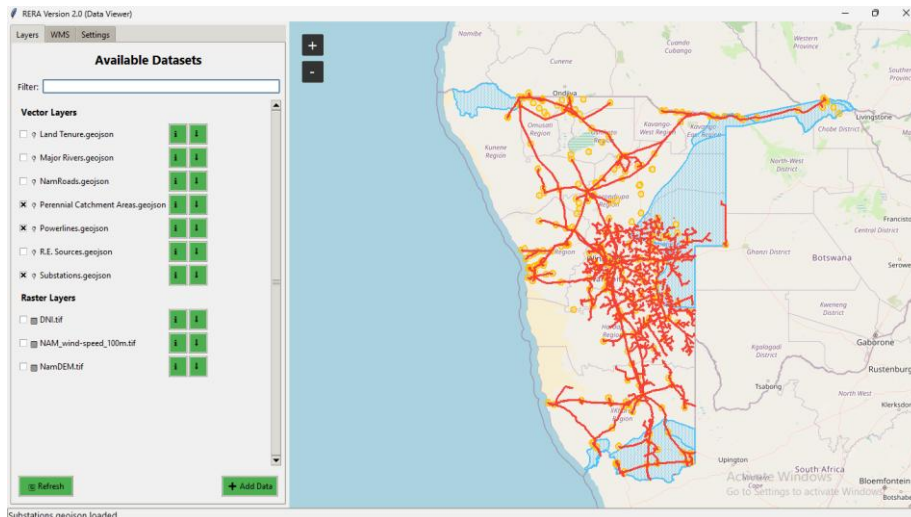 RERA Version 2.0 (Data Viewer)
Layers WMS Settings
Available Datasets
Filter:
Vector Layers
Land Tenure.geojson
Major Rivers.geojson
NamRoads.geojson
Perennial Catchment Areas.geojson
Powerlines.geojson
R.E. Sources.geojson
Substations.geojson
Raster Layers
DNI.tif
NAM_wind-speed_100m.tif
NamDEM.tif
Refresh
+ Add Data
Substations.geojson loaded
+
-
Namibe
Cunene
Cuando
Cubango
Western
Province
Ondjiva
Omusati
Region
Kunene
Region
Kavango-
West Region
Kavango-
East Region
Chobe District
Livingstone
North-West
District
Region
Ghanzi District
Central District
Botswana
Serowe
Kweneng
District
Kgalagadi
District
Gaborone
Rustenburg
Tsabong
North West
Klerksdorp
Region
Upington
South Africa
Bloemfontein
Activate Windows
Go to Settings to activate Windows.